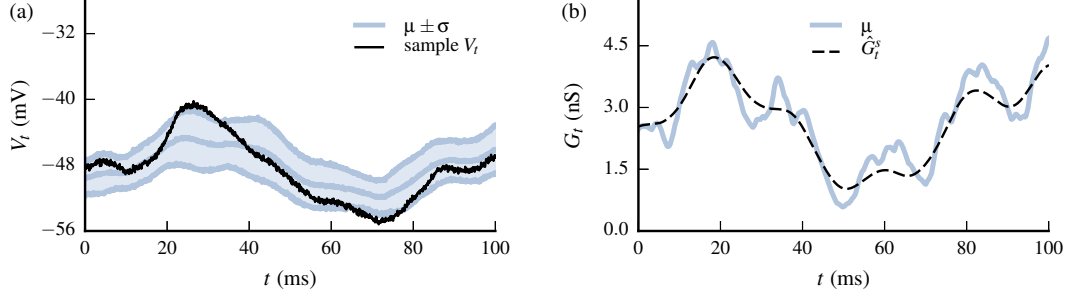 (a)
−32
−40
−48
−56
V_t (mV)
μ ± σ
sample V_t
0 20 40 60 80 100
t (ms)
(b)
4.5
3.0
1.5
0.0
G_t (nS)
μ
Ĝ_t^s
0 20 40 60 80 100
t (ms)